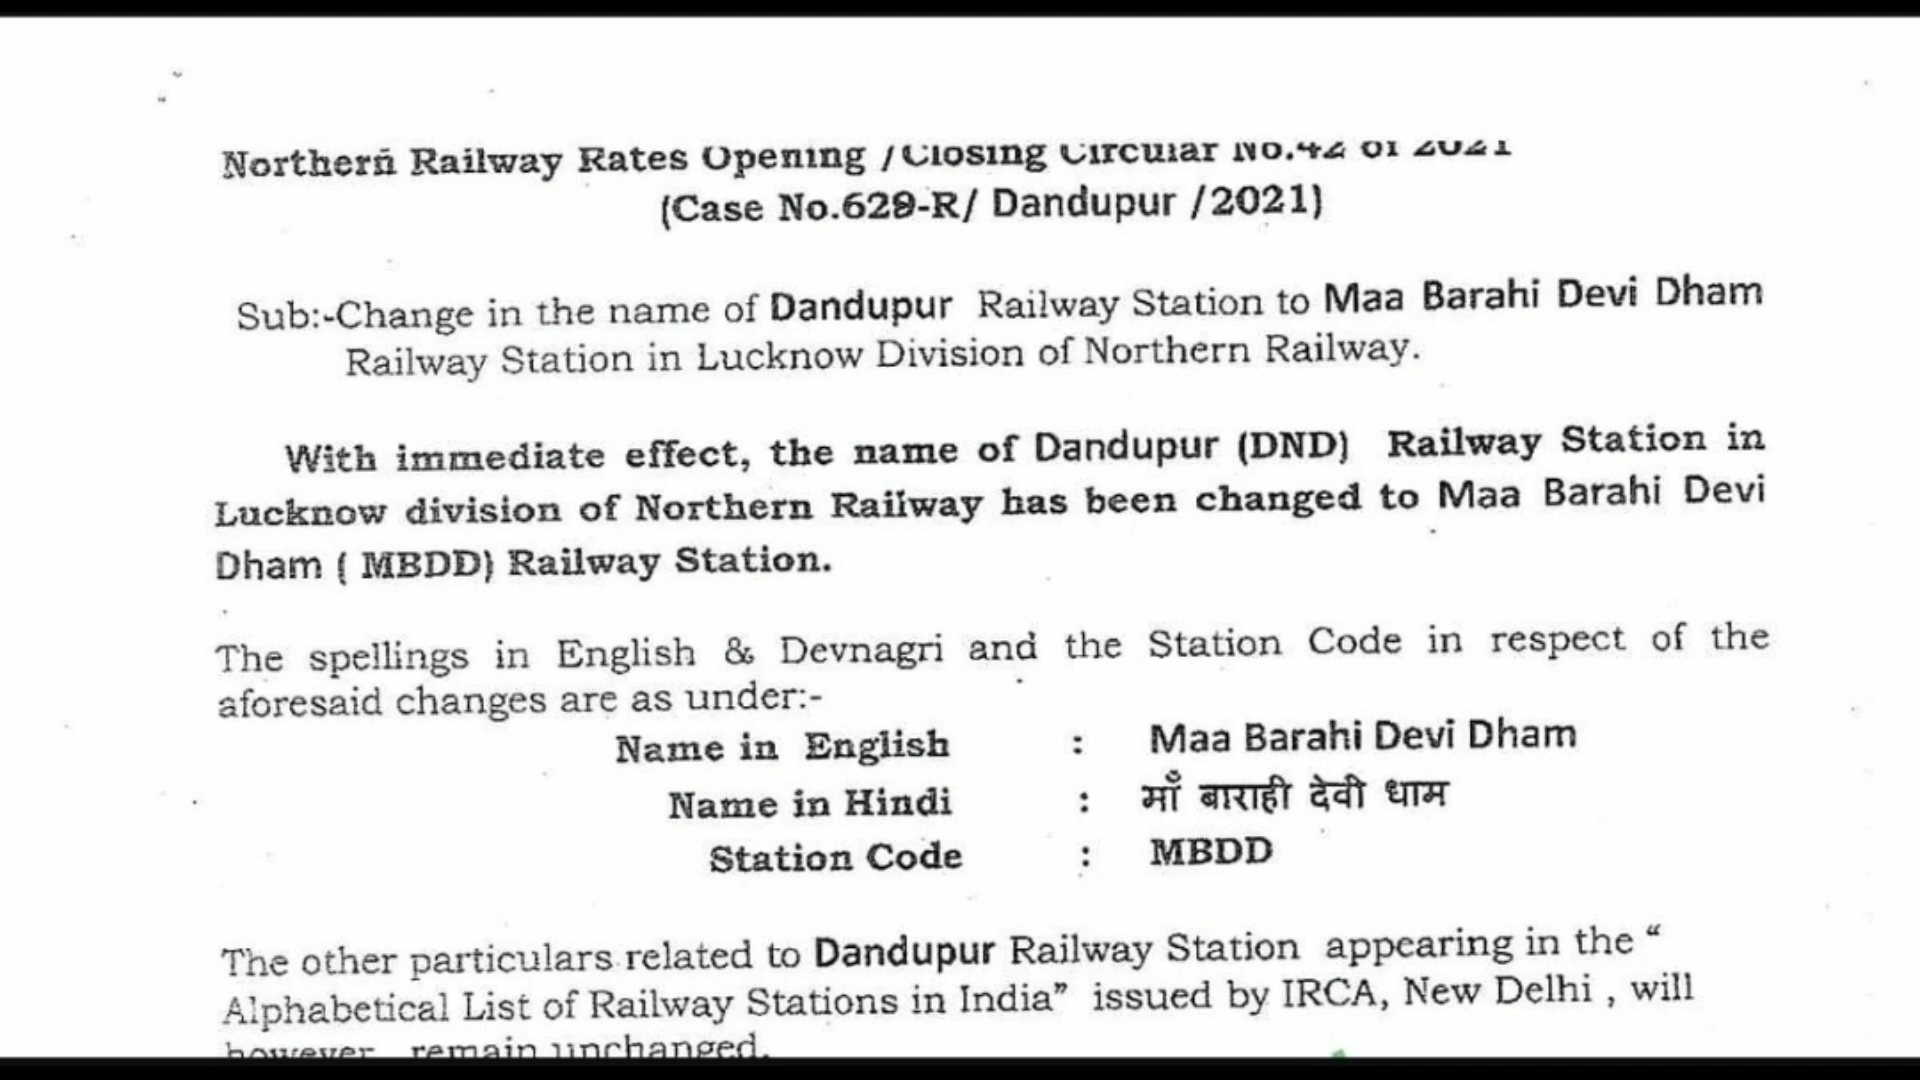 Northern Railway Rates Opening /Closing Circular No.42 of 2021
(Case No.629-R/ Dandupur /2021)
Sub:-Change in the name of Dandupur Railway Station to Maa Barahi Devi Dham
Railway Station in Lucknow Division of Northern Railway.
With immediate effect, the name of Dandupur (DND) Railway Station in
Lucknow division of Northern Railway has been changed to Maa Barahi Devi
Dham ( MBDD) Railway Station.
The spellings in English & Devnagri and the Station Code in respect of the
aforesaid changes are as under:-
Name in English : Maa Barahi Devi Dham
Name in Hindi : माँ बाराही देवी धाम
Station Code : MBDD
The other particulars related to Dandupur Railway Station appearing in the “
Alphabetical List of Railway Stations in India” issued by IRCA, New Delhi , will
however remain unchanged.